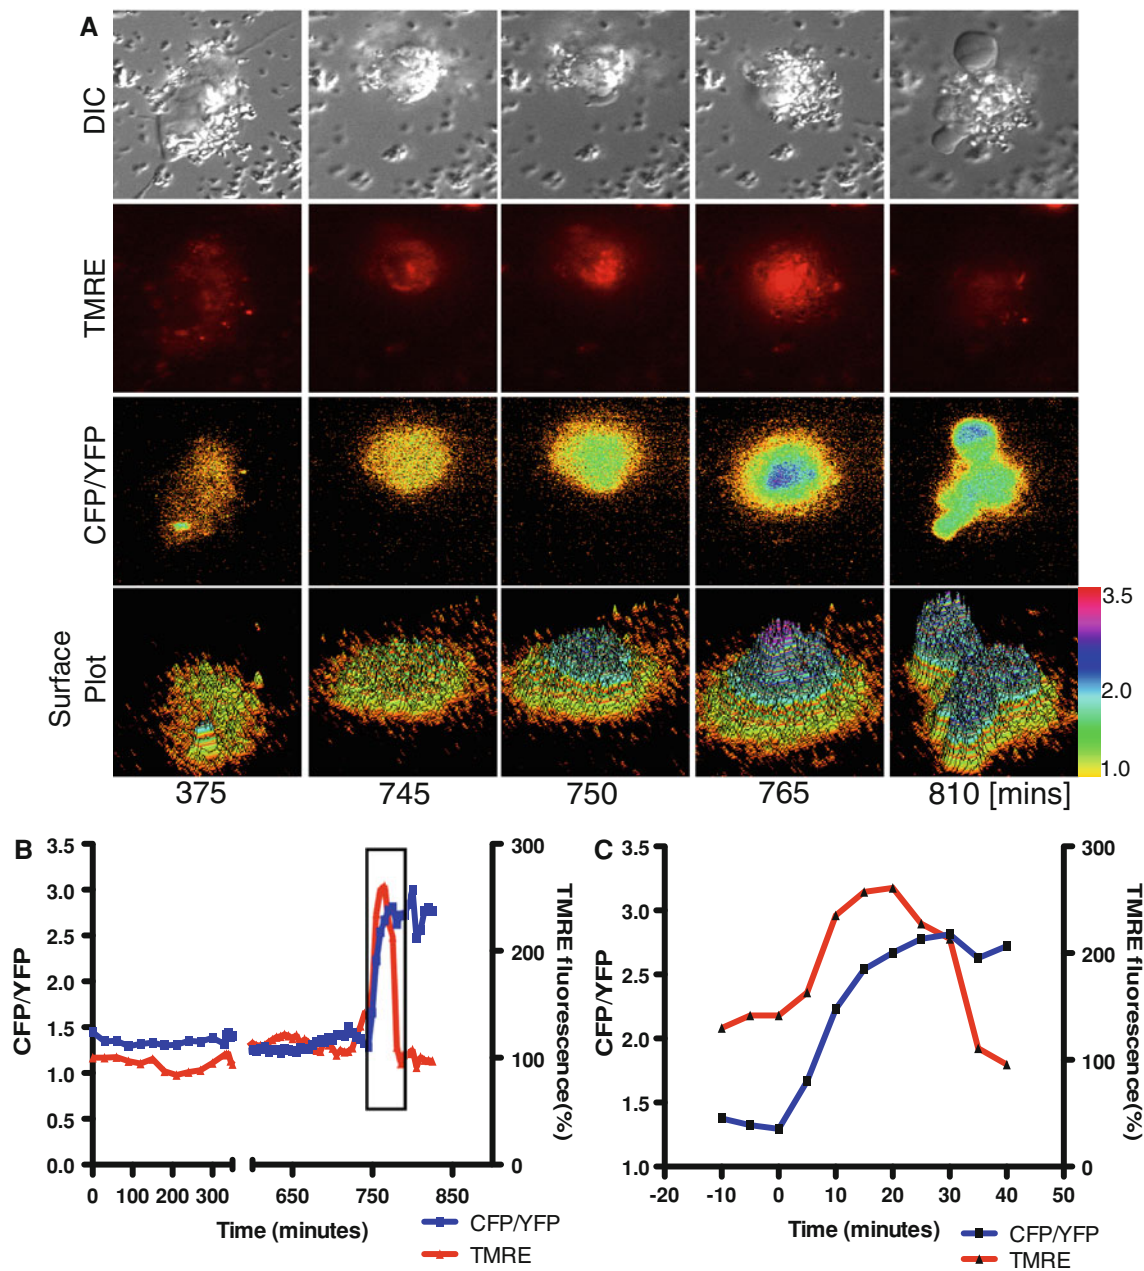 A
DIC
TMRE
CFP/YFP
Surface
Plot
3.5
2.0
1.0
375 745 750 765 810 [mins]
B
3.5
3.0
2.5
2.0
1.5
1.0
0.5
0.0
CFP/YFP
300
200
100
0
TMRE fluorescence(%)
0 100 200 300 650 750 850
Time (minutes)
CFP/YFP
TMRE
C
3.5
3.0
2.5
2.0
1.5
1.0
CFP/YFP
300
200
100
0
TMRE fluorescence(%)
-20 -10 0 10 20 30 40 50
Time (minutes)
CFP/YFP
TMRE